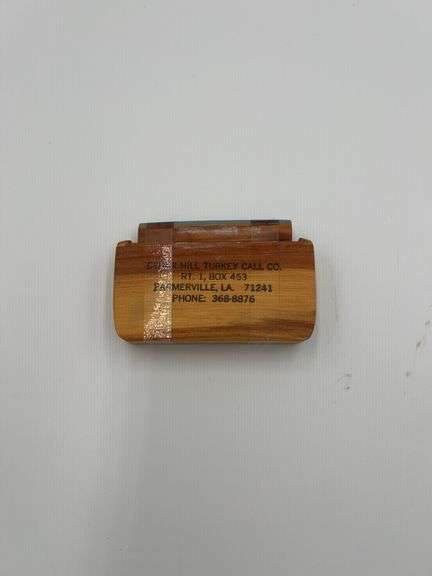 HILL TURKEY CALL CO.
RT. 1, BOX 453
FARMERVILLE, LA. 71241
PHONE: 368-8876